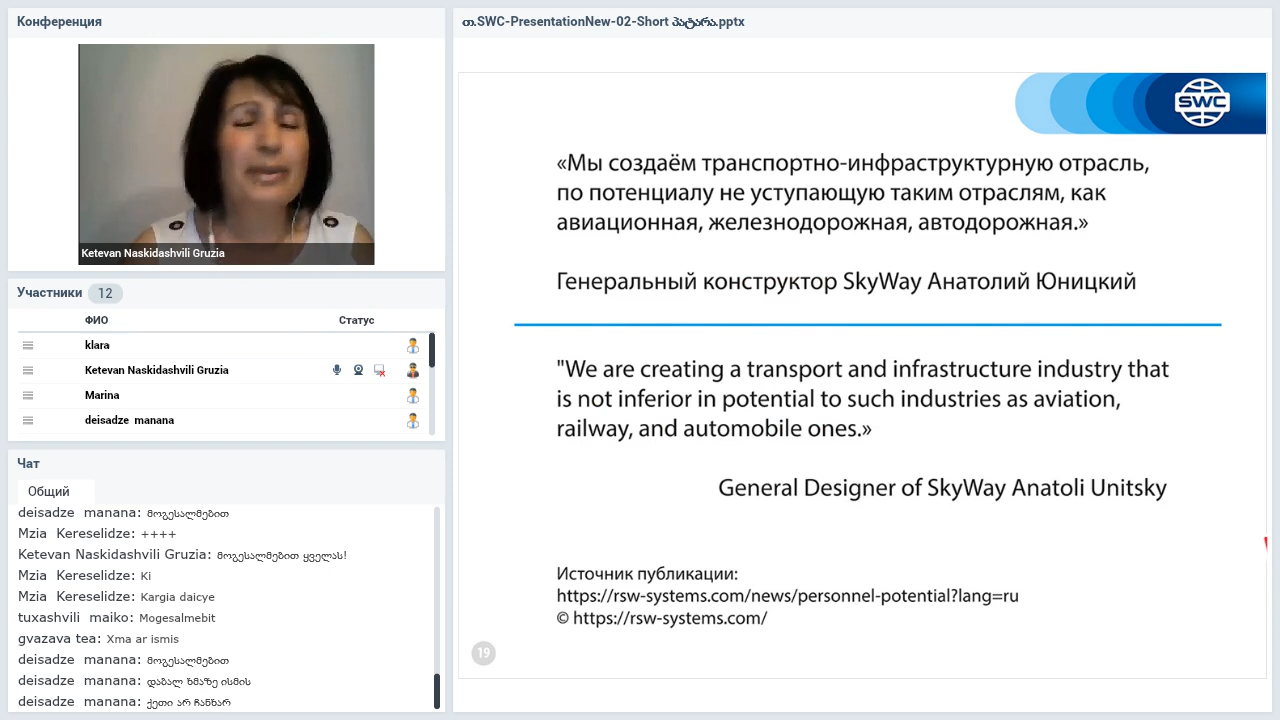 Конференция
Ketevan Naskidashvili Gruzia
Участники 12
ФИО Статус
klara
Ketevan Naskidashvili Gruzia
Marina
deisadze manana
Чат
Общий
deisadze manana: მოგესალმებით
Mzia Kereselidze: ++++
Ketevan Naskidashvili Gruzia: მოგესალმებით ყველას!
Mzia Kereselidze: Ki
Mzia Kereselidze: Kargia daicye
tuxashvili maiko: Mogesalmebit
gvazava tea: Xma ar ismis
deisadze manana: მოგესალმებით
deisadze manana: დაბალ ხმაზე ისმის
deisadze manana: ქეთი არ ჩანხარ
თ.SWC-PresentationNew-02-Short პატარა.pptx
SWC
«Мы создаём транспортно-инфраструктурную отрасль,
по потенциалу не уступающую таким отраслям, как
авиационная, железнодорожная, автодорожная.»
Генеральный конструктор SkyWay Анатолий Юницкий
"We are creating a transport and infrastructure industry that
is not inferior in potential to such industries as aviation,
railway, and automobile ones.»
General Designer of SkyWay Anatoli Unitsky
Источник публикации:
https://rsw-systems.com/news/personnel-potential?lang=ru
© https://rsw-systems.com/
19